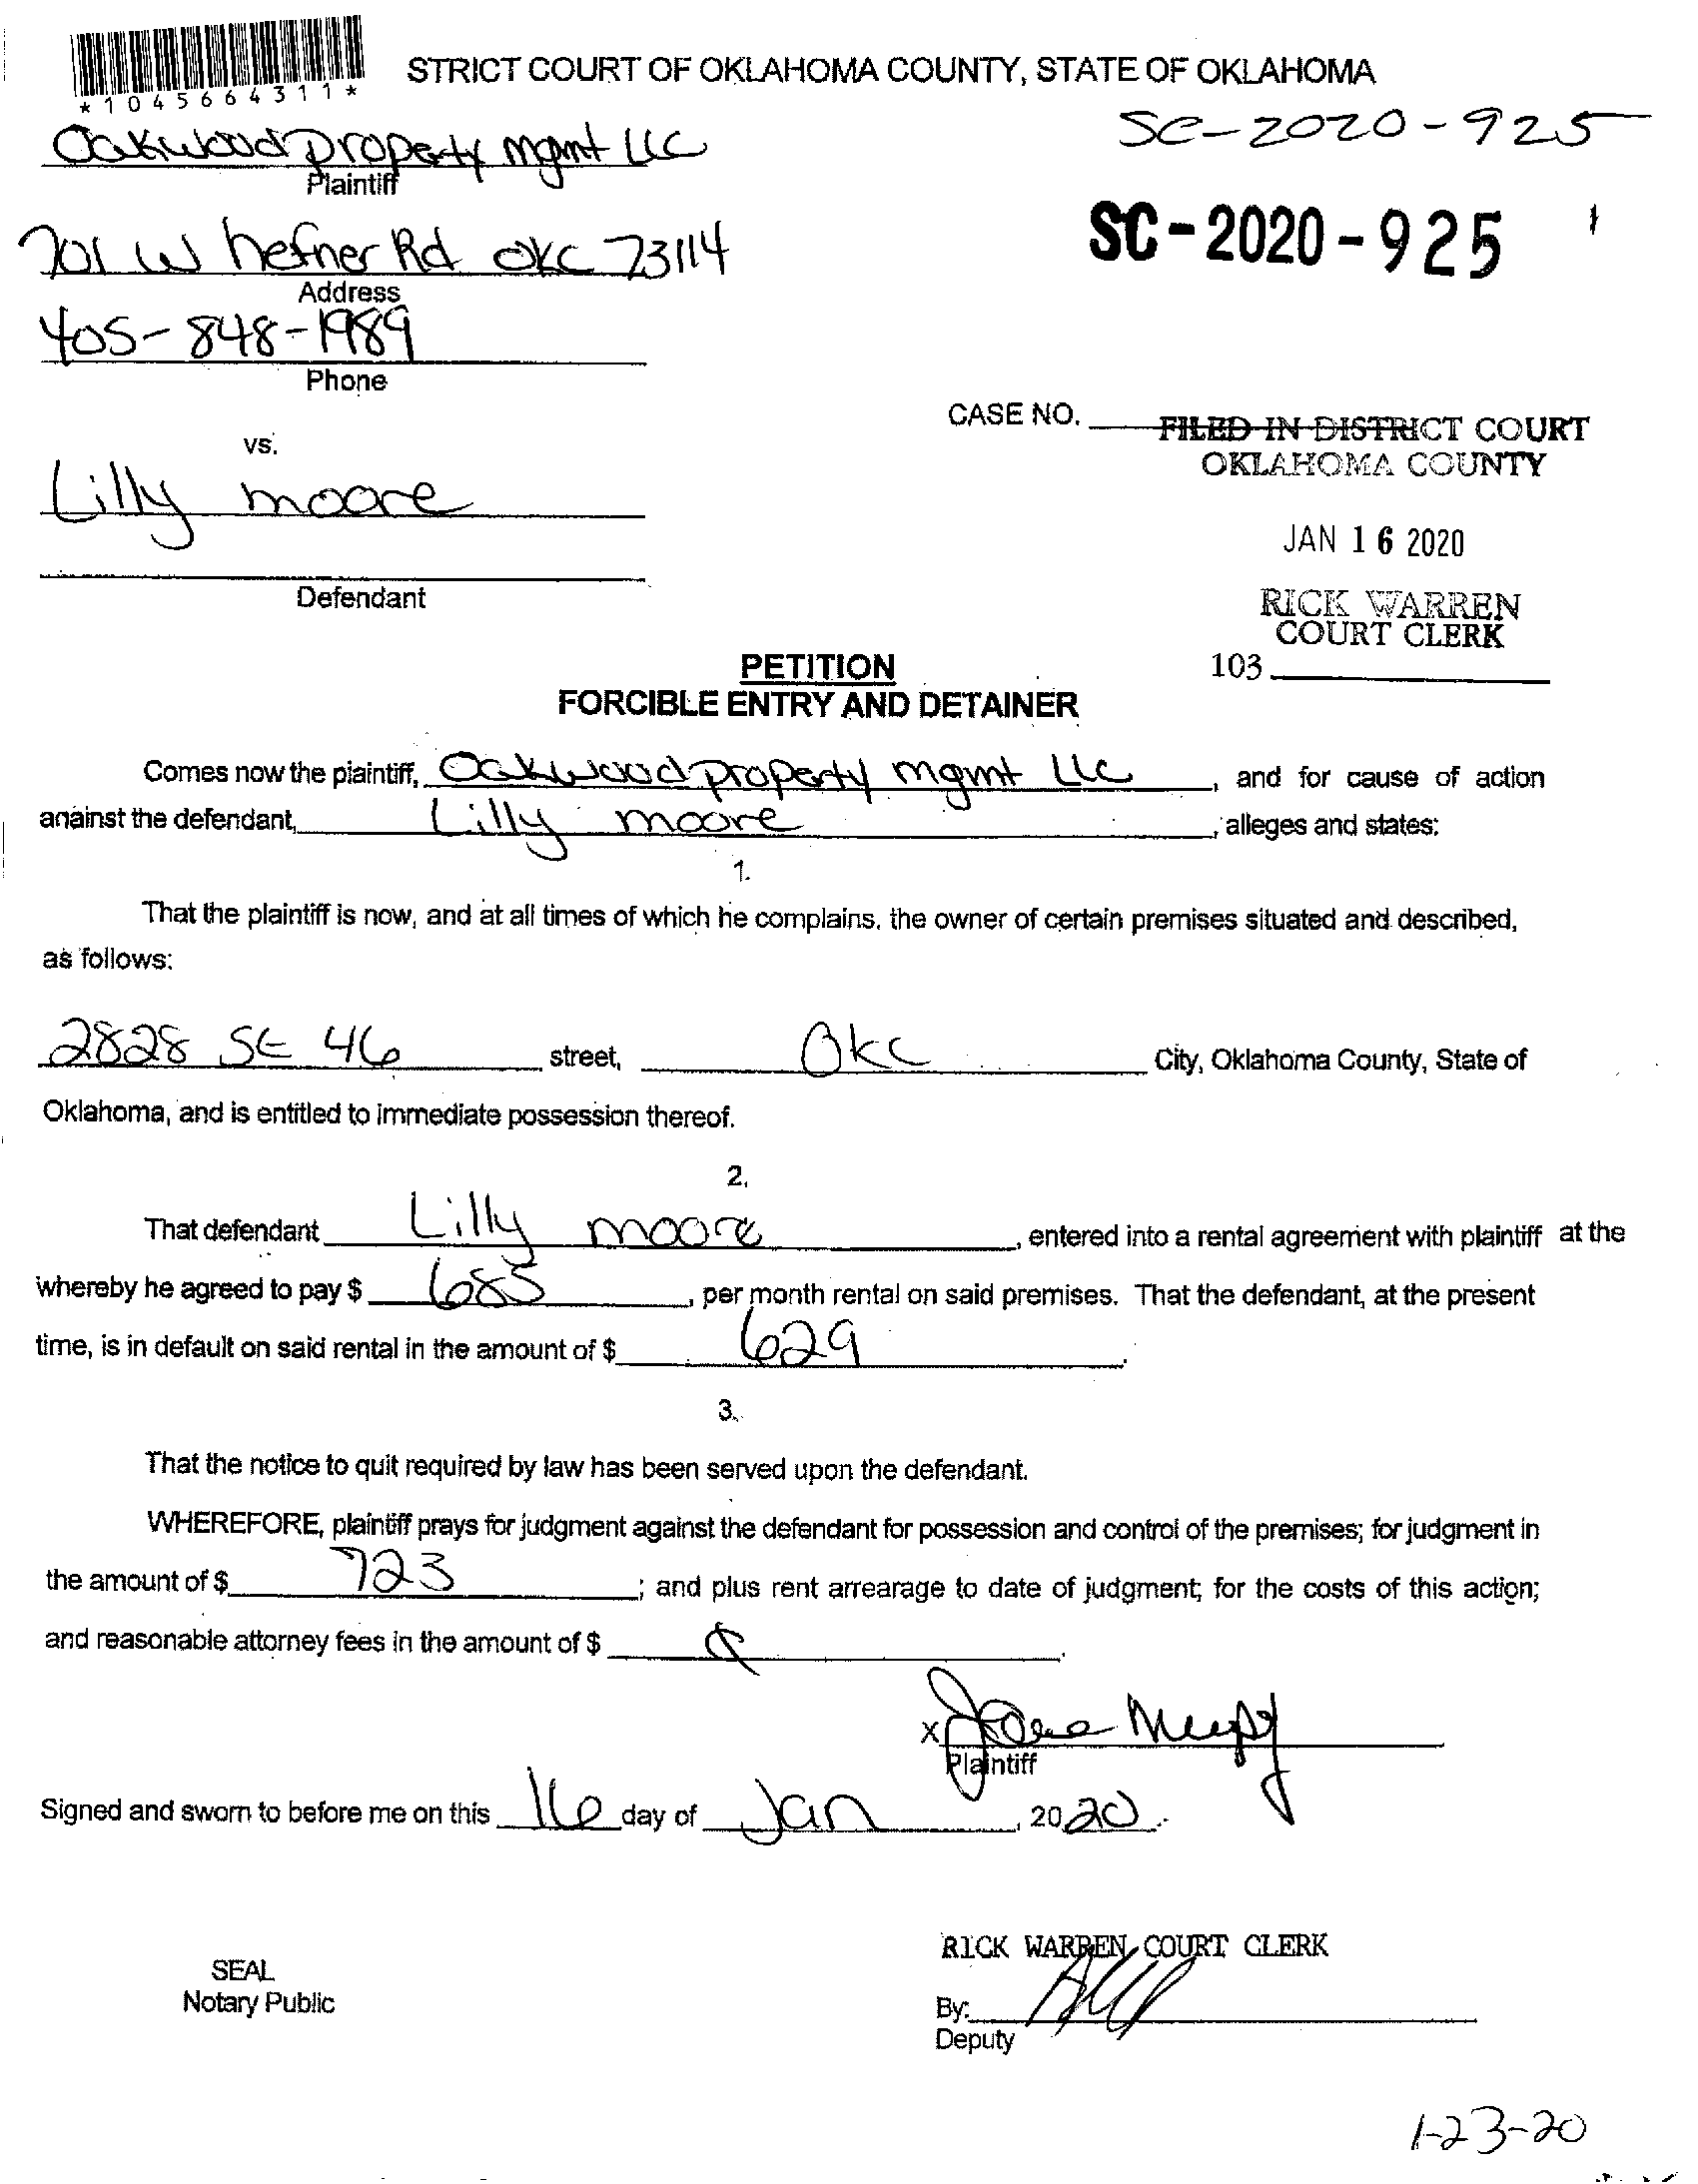 *1045664311*
STRICT COURT OF OKLAHOMA COUNTY, STATE OF OKLAHOMA
SC-2020-925
Oakwood property mgmt LLC
Plaintiff
SC-2020-925
701 W hefner Rd OKC 73114
Address
405-848-1989
Phone
CASE NO.
FILED IN DISTRICT COURT
OKLAHOMA COUNTY
vs.
Lilly moore
JAN 16 2020
Defendant
RICK WARREN
COURT CLERK
103
PETITION
FORCIBLE ENTRY AND DETAINER
Comes now the plaintiff, Oakwood property mgmt LLC, and for cause of action
against the defendant, Lilly moore, alleges and states:
1.
That the plaintiff is now, and at all times of which he complains, the owner of certain premises situated and described,
as follows:
2828 SE 46 street, OKC City, Oklahoma County, State of
Oklahoma, and is entitled to immediate possession thereof.
2.
That defendant Lilly moore, entered into a rental agreement with plaintiff at the
whereby he agreed to pay $ 685, per month rental on said premises. That the defendant, at the present
time, is in default on said rental in the amount of $ 629.
3.
That the notice to quit required by law has been served upon the defendant.
WHEREFORE, plaintiff prays for judgment against the defendant for possession and control of the premises; for judgment in
the amount of $ 723; and plus rent arrearage to date of judgment; for the costs of this action;
and reasonable attorney fees in the amount of $
X
Plaintiff
Signed and sworn to before me on this 16 day of Jan, 2020.
SEAL
Notary Public
RICK WARREN, COURT CLERK
By:
Deputy
1-23-20